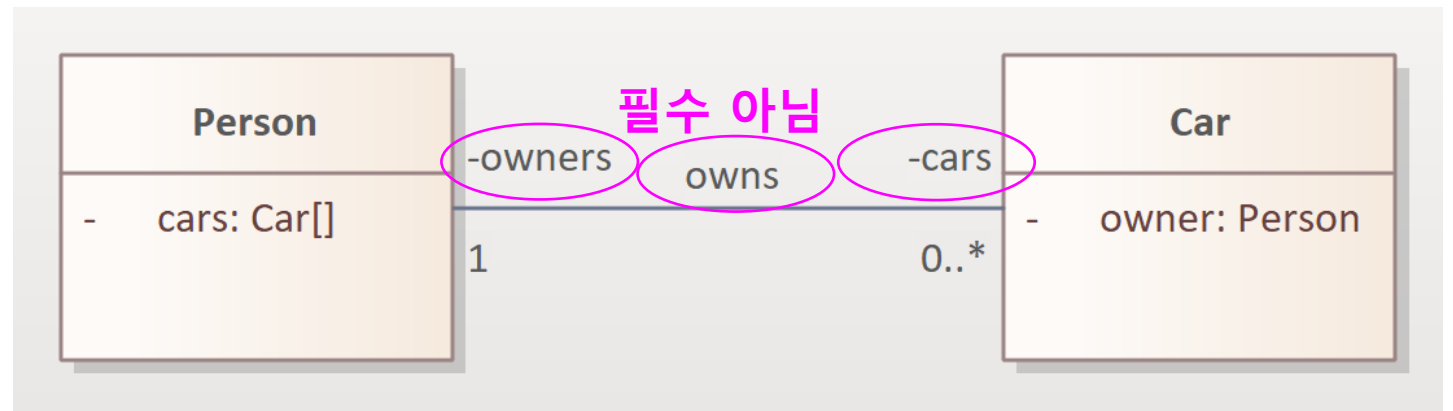 필수 아님
Person
-owners
owns
-cars
Car
- cars: Car[]
1
0..*
- owner: Person